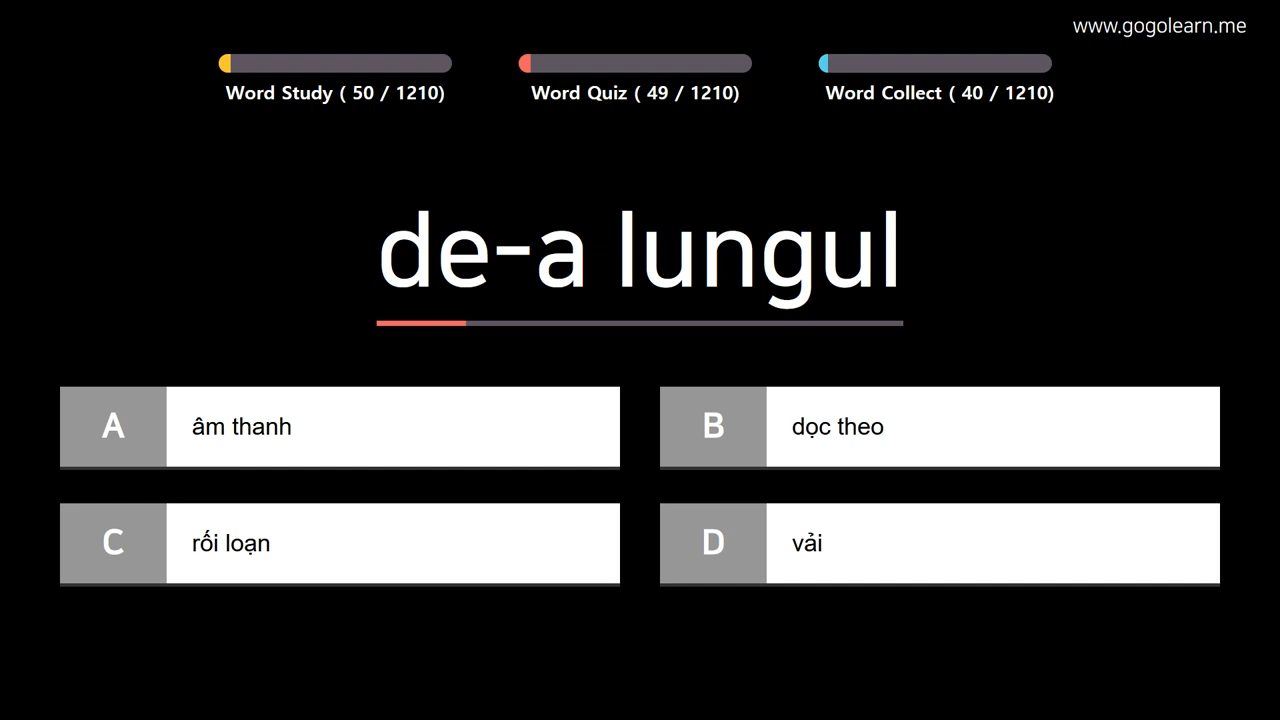 www.gogolearn.me
Word Study ( 50 / 1210)
Word Quiz ( 49 / 1210)
Word Collect ( 40 / 1210)
de-a lungul
A âm thanh
B dọc theo
C rối loạn
D vải